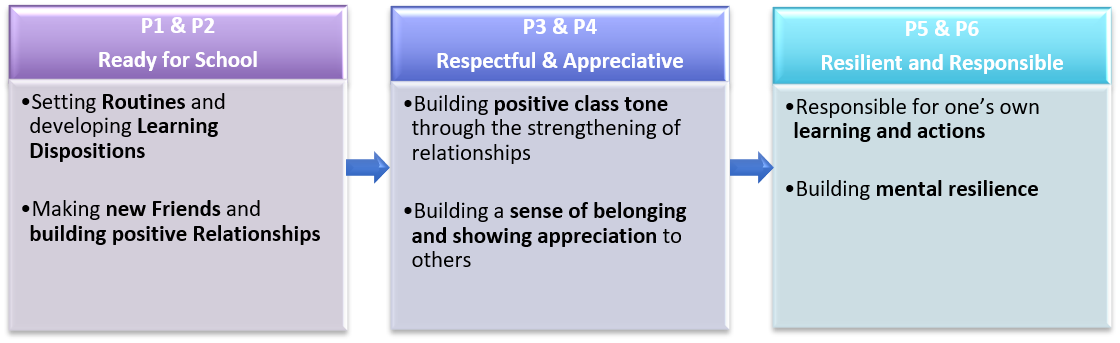 P1 & P2
Ready for School
•Setting Routines and
developing Learning
Dispositions
•Making new Friends and
building positive Relationships
P3 & P4
Respectful & Appreciative
•Building positive class tone
through the strengthening of
relationships
•Building a sense of belonging
and showing appreciation to
others
P5 & P6
Resilient and Responsible
•Responsible for one’s own
learning and actions
•Building mental resilience